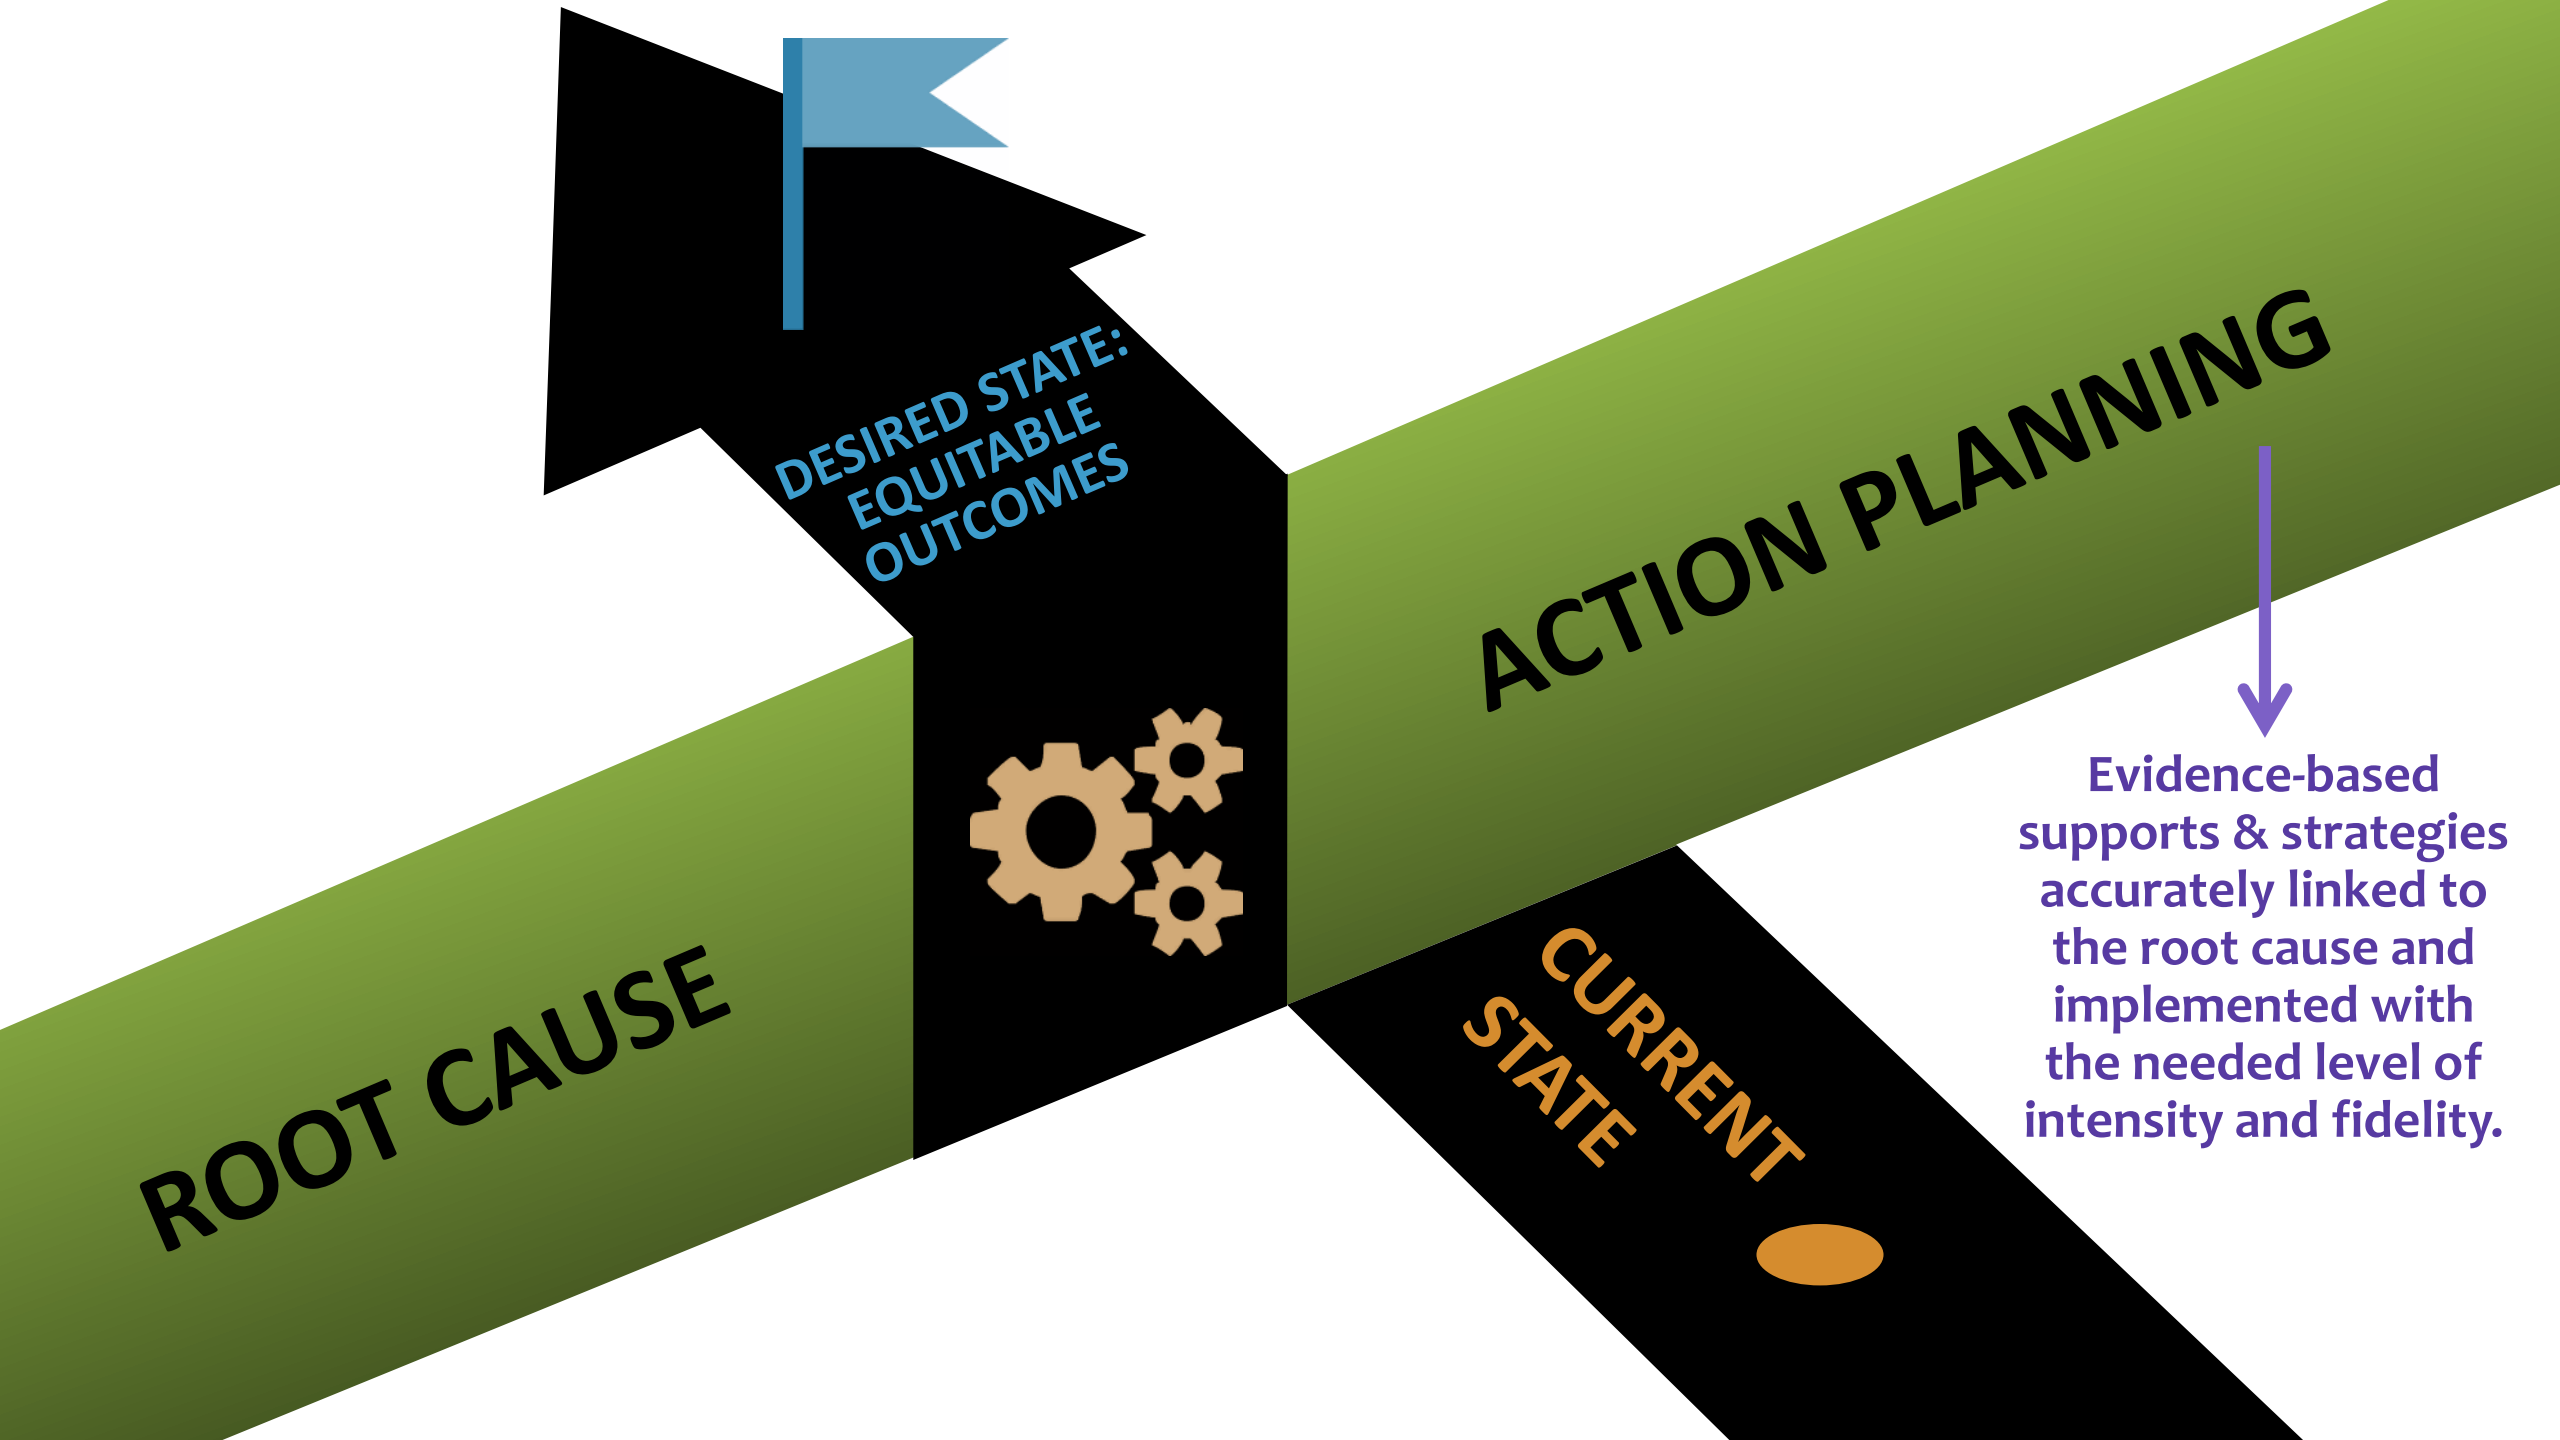 DESIRED STATE:
EQUITABLE
OUTCOMES
ACTION PLANNING
ROOT CAUSE
CURRENT
STATE
Evidence-based
supports & strategies
accurately linked to
the root cause and
implemented with
the needed level of
intensity and fidelity.